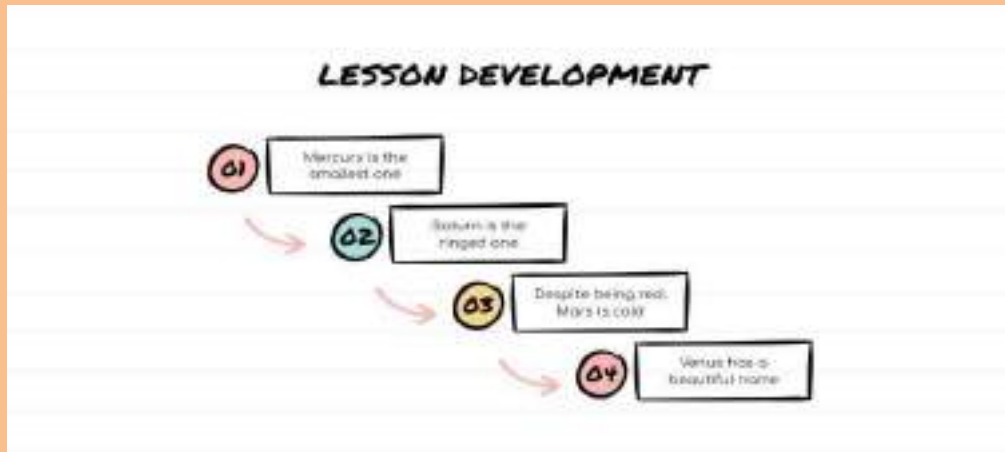 LESSON DEVELOPMENT
01
Mercury is the
smallest one
02
Saturn is the
ringed one
03
Despite being red,
Mars is cold
04
Venus has a
beautiful name